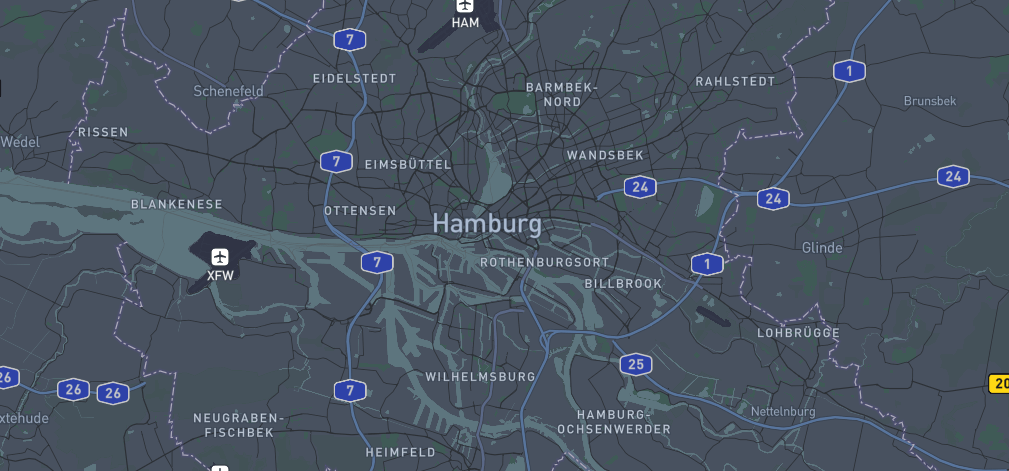 HAM
7
1
EIDELSTEDT
RAHLSTEDT
Schenefeld
BARMBEK-
NORD
Brunsbek
RISSEN
Wedel
7
EIMSBÜTTEL
WANDSBEK
24
24
24
BLANKENESE
OTTENSEN
Hamburg
Glinde
XFW
7
ROTHENBURGSORT
1
BILLBROOK
LOHBRÜGGE
25
26
26
26
7
WILHELMSBURG
20
NEUGRABEN-
FISCHBEK
HAMBURG-
OCHSENWERDER
Nettelnburg
xtehude
HEIMFELD